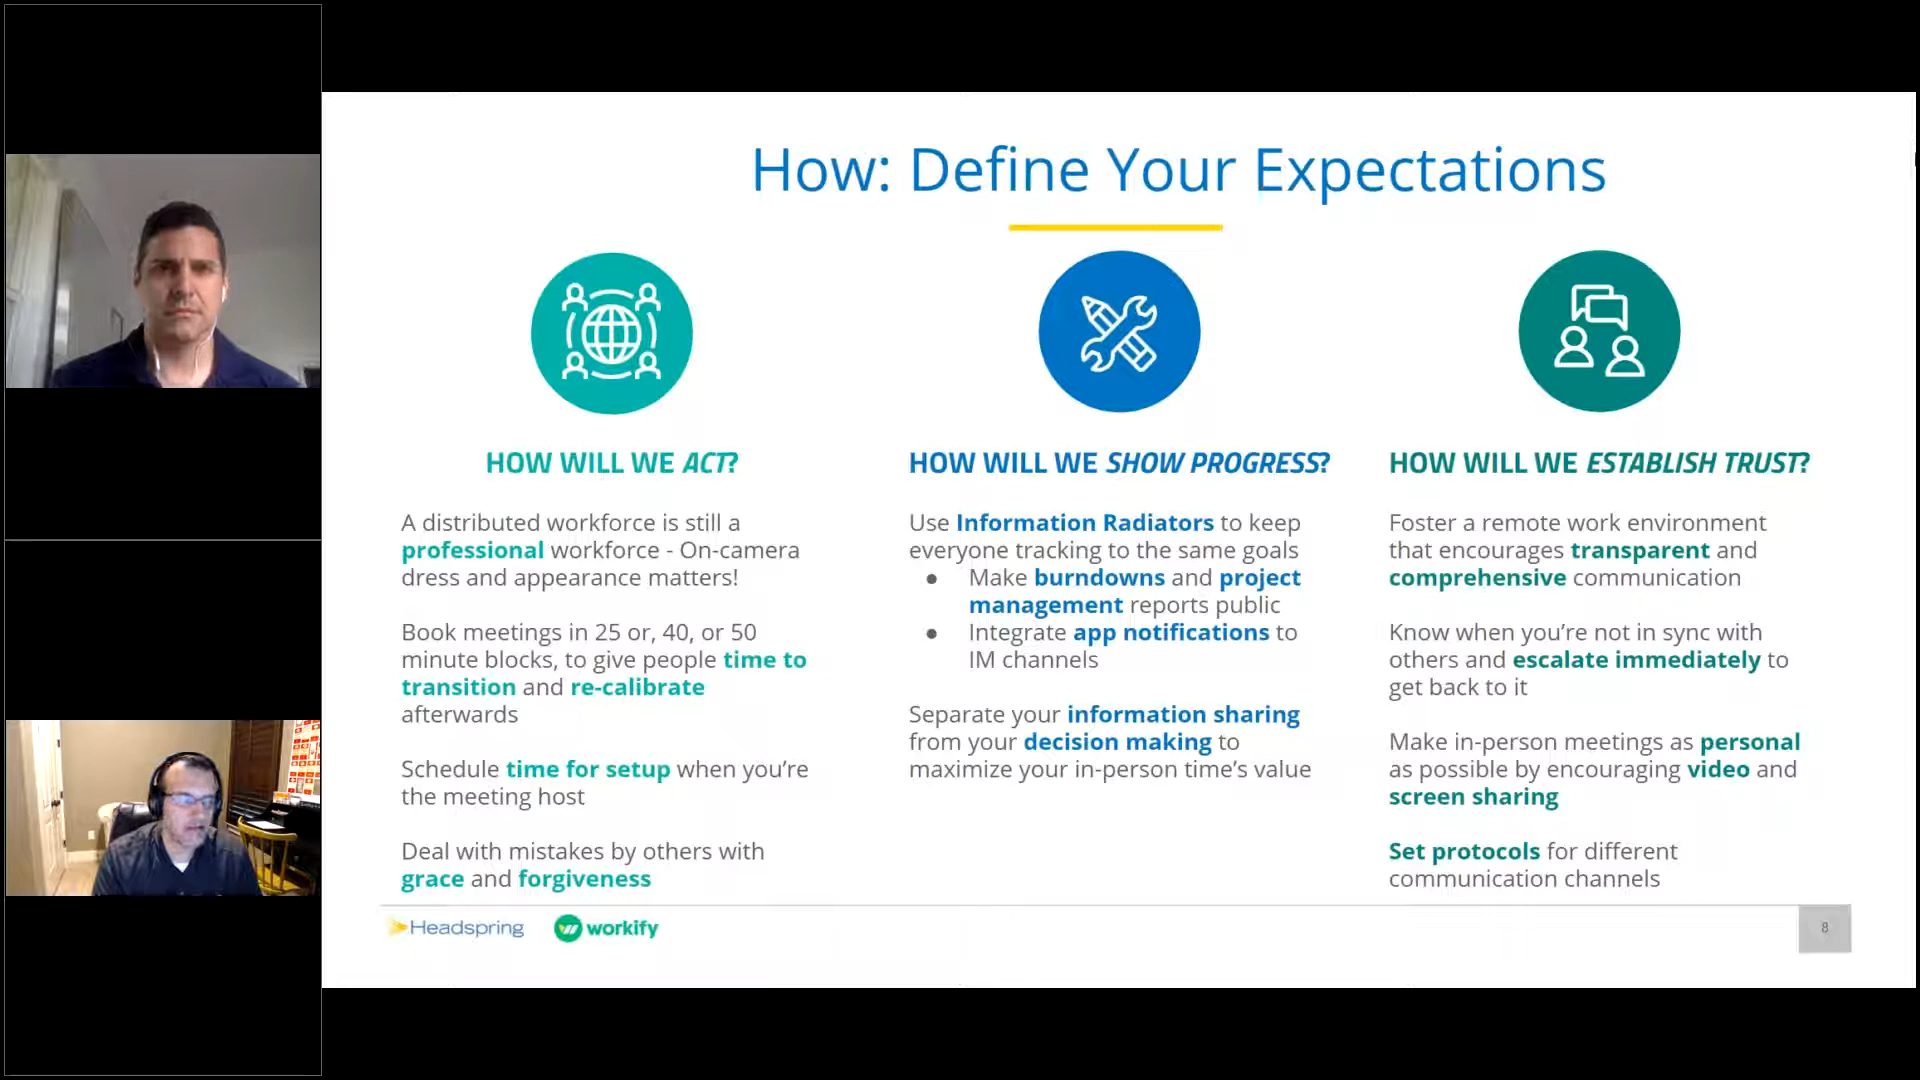 How: Define Your Expectations
HOW WILL WE ACT?
A distributed workforce is still a
professional workforce - On-camera
dress and appearance matters!
Book meetings in 25 or, 40, or 50
minute blocks, to give people time to
transition and re-calibrate
afterwards
Schedule time for setup when you’re
the meeting host
Deal with mistakes by others with
grace and forgiveness
HOW WILL WE SHOW PROGRESS?
Use Information Radiators to keep
everyone tracking to the same goals
● Make burndowns and project
management reports public
● Integrate app notifications to
IM channels
Separate your information sharing
from your decision making to
maximize your in-person time’s value
HOW WILL WE ESTABLISH TRUST?
Foster a remote work environment
that encourages transparent and
comprehensive communication
Know when you’re not in sync with
others and escalate immediately to
get back to it
Make in-person meetings as personal
as possible by encouraging video and
screen sharing
Set protocols for different
communication channels
Headspring
workify
8